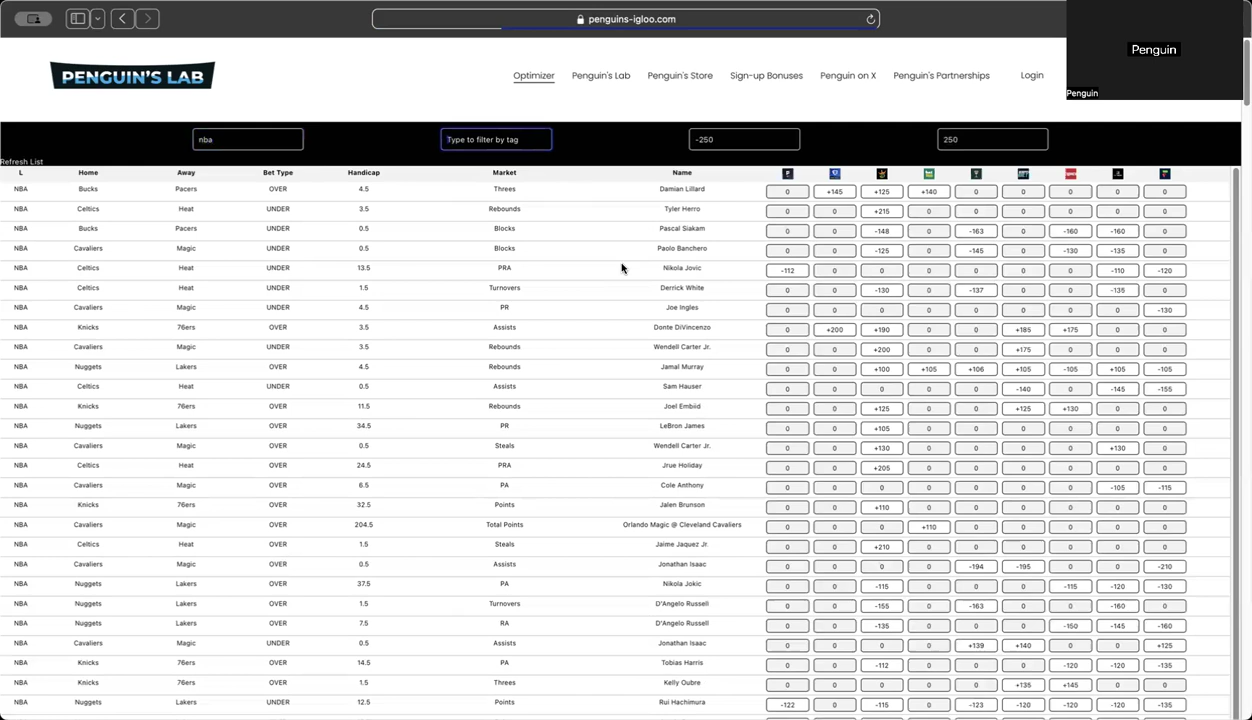 penguins-igloo.com
Penguin
Penguin
PENGUIN'S LAB
Optimizer Penguin's Lab Penguin's Store Sign-up Bonuses Penguin on X Penguin's Partnerships Login
nba Type to filter by tag -250 250
Refresh List
L Home Away Bet Type Handicap Market Name
NBA Bucks Pacers OVER 4.5 Threes Damian Lillard 0 +145 +125 +140 0 0 0 0 0
NBA Celtics Heat UNDER 3.5 Rebounds Tyler Herro 0 0 +215 0 0 0 0 0 0
NBA Bucks Pacers UNDER 0.5 Blocks Pascal Siakam 0 0 -148 0 -163 0 -160 -160 0
NBA Cavaliers Magic UNDER 0.5 Blocks Paolo Banchero 0 0 -125 0 -145 0 -130 -135 0
NBA Celtics Heat UNDER 13.5 PRA Nikola Jovic -112 0 0 0 0 0 0 -110 -120
NBA Celtics Heat UNDER 1.5 Turnovers Derrick White 0 0 -130 0 -137 0 0 -135 0
NBA Cavaliers Magic UNDER 4.5 PR Joe Ingles 0 0 0 0 0 0 0 0 -130
NBA Knicks 76ers OVER 3.5 Assists Donte DiVincenzo 0 +200 +190 0 0 +185 +175 0 0
NBA Cavaliers Magic UNDER 3.5 Rebounds Wendell Carter Jr. 0 0 +200 0 0 +175 0 0 0
NBA Nuggets Lakers OVER 4.5 Rebounds Jamal Murray 0 0 +100 +105 +106 +105 -105 +105 -105
NBA Celtics Heat UNDER 0.5 Assists Sam Hauser 0 0 0 0 0 -140 0 -145 -155
NBA Knicks 76ers OVER 11.5 Rebounds Joel Embiid 0 0 +125 0 0 +125 +130 0 0
NBA Nuggets Lakers OVER 34.5 PR LeBron James 0 0 +105 0 0 0 0 0 0
NBA Cavaliers Magic OVER 0.5 Steals Wendell Carter Jr. 0 0 +130 0 0 0 0 +130 0
NBA Celtics Heat OVER 24.5 PRA Jrue Holiday 0 0 +205 0 0 0 0 0 0
NBA Cavaliers Magic OVER 6.5 PA Cole Anthony 0 0 0 0 0 0 0 -105 -115
NBA Knicks 76ers OVER 32.5 Points Jalen Brunson 0 0 +110 0 0 0 0 0 0
NBA Cavaliers Magic OVER 204.5 Total Points Orlando Magic @ Cleveland Cavaliers 0 0 0 +110 0 0 0 0 0
NBA Celtics Heat OVER 1.5 Steals Jaime Jaquez Jr. 0 0 +210 0 0 0 0 0 0
NBA Cavaliers Magic OVER 0.5 Assists Jonathan Isaac 0 0 0 0 -194 -195 0 0 -210
NBA Nuggets Lakers OVER 37.5 PA Nikola Jokic 0 0 -115 0 0 0 -115 -120 -130
NBA Nuggets Lakers OVER 1.5 Turnovers D'Angelo Russell 0 0 -155 0 -163 0 0 -160 0
NBA Nuggets Lakers OVER 7.5 RA D'Angelo Russell 0 0 -135 0 0 0 -150 -145 -160
NBA Cavaliers Magic UNDER 0.5 Assists Jonathan Isaac 0 0 0 0 +139 +140 0 0 +125
NBA Knicks 76ers OVER 14.5 PA Tobias Harris 0 0 -112 0 0 0 -120 -120 -135
NBA Knicks 76ers OVER 1.5 Threes Kelly Oubre 0 0 0 0 0 +135 +145 0 0
NBA Nuggets Lakers UNDER 12.5 Points Rui Hachimura -122 0 -115 0 -123 -120 -120 -120 -135